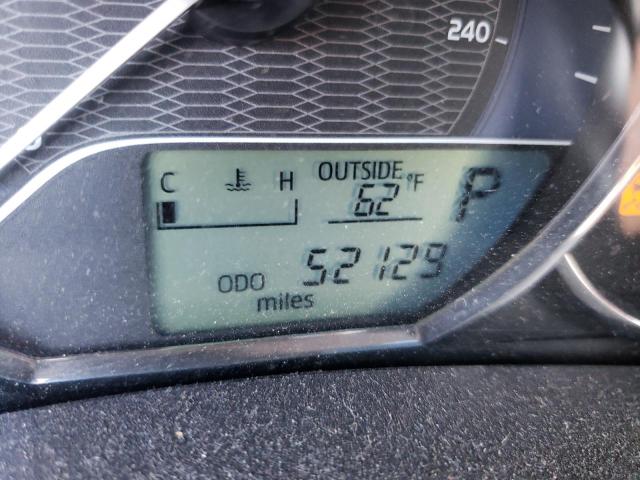 240
OUTSIDE
C H 62 °F P
ODO 52129
miles